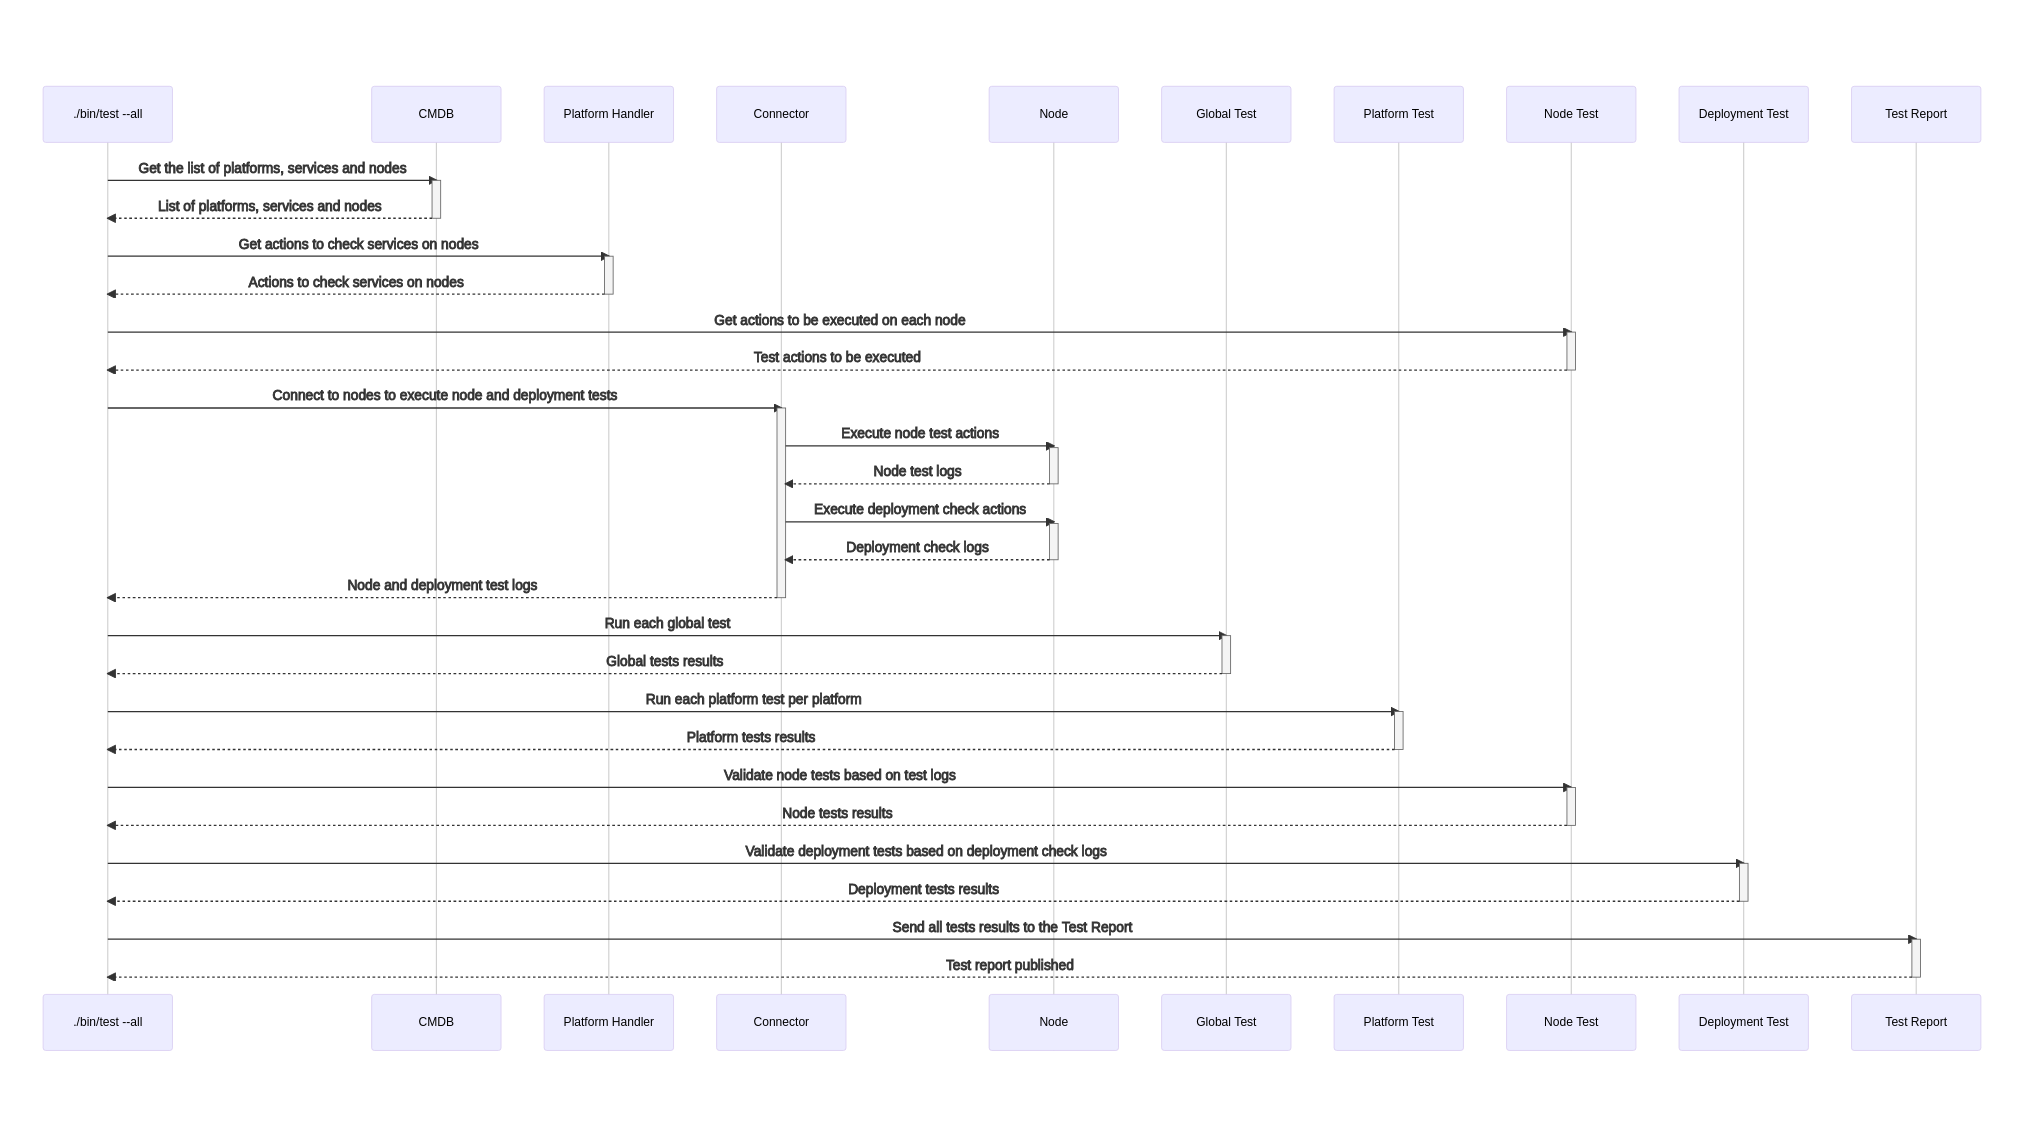 ./bin/test --all
CMDB
Platform Handler
Connector
Node
Global Test
Platform Test
Node Test
Deployment Test
Test Report
Get the list of platforms, services and nodes
List of platforms, services and nodes
Get actions to check services on nodes
Actions to check services on nodes
Get actions to be executed on each node
Test actions to be executed
Connect to nodes to execute node and deployment tests
Execute node test actions
Node test logs
Execute deployment check actions
Deployment check logs
Node and deployment test logs
Run each global test
Global tests results
Run each platform test per platform
Platform tests results
Validate node tests based on test logs
Node tests results
Validate deployment tests based on deployment check logs
Deployment tests results
Send all tests results to the Test Report
Test report published
./bin/test --all
CMDB
Platform Handler
Connector
Node
Global Test
Platform Test
Node Test
Deployment Test
Test Report